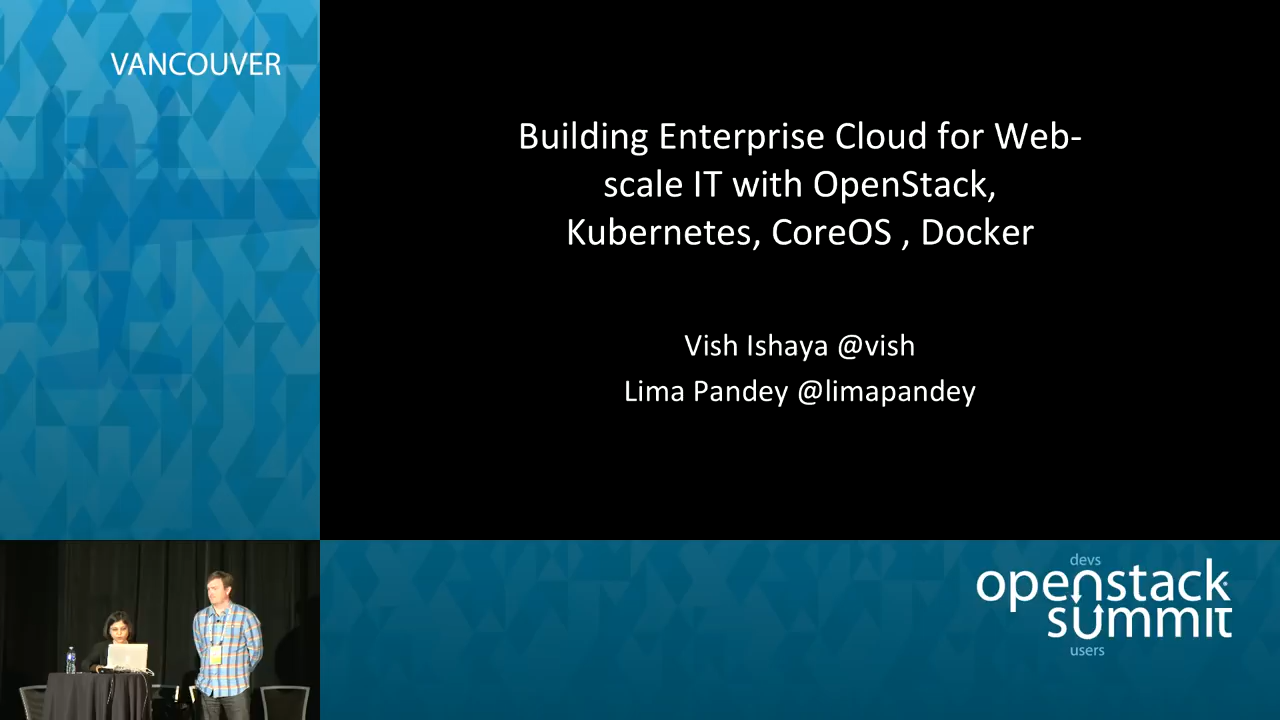 VANCOUVER
Building Enterprise Cloud for Web-
scale IT with OpenStack,
Kubernetes, CoreOS , Docker
Vish Ishaya @vish
Lima Pandey @limapandey
devs
openstack
summit
users